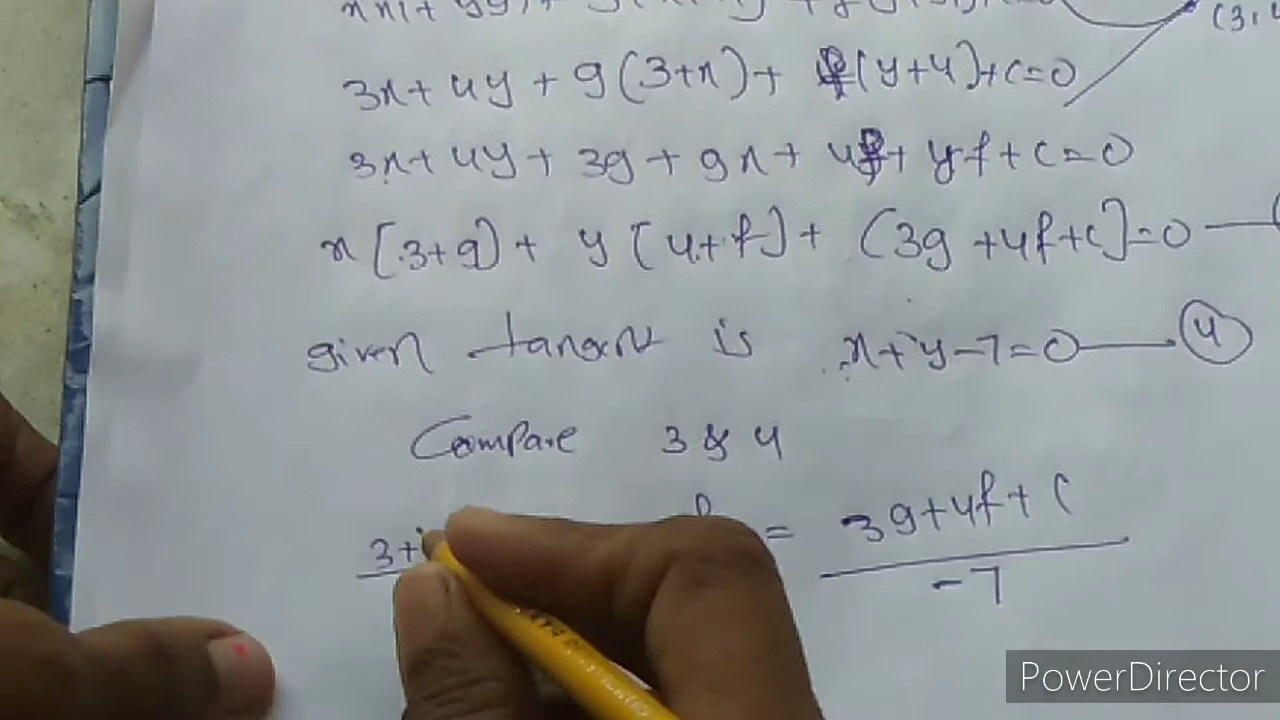 3x + 4y + g(3+x) + f(y+4) + c = 0
3x + 4y + 3g + gx + 4f + yf + c = 0
x[3+g) + y[4+f] + (3g + 4f + c] = 0
given tangent is x + y - 7 = 0 4
Compare 3 & 4
3+ = 3g + 4f + c
-7
PowerDirector